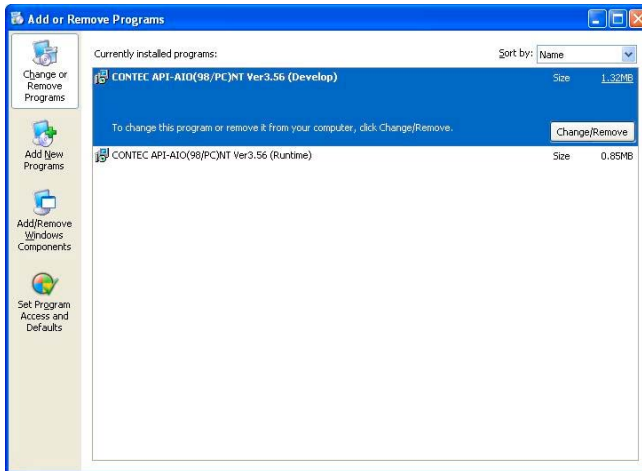 Add or Remove Programs
Change or
Remove
Programs
Add New
Programs
Add/Remove
Windows
Components
Set Program
Access and
Defaults
Currently installed programs:
Sort by: Name
CONTEC API-AIO(98/PC)NT Ver3.56 (Develop) Size 1.32MB
To change this program or remove it from your computer, click Change/Remove. Change/Remove
CONTEC API-AIO(98/PC)NT Ver3.56 (Runtime) Size 0.85MB